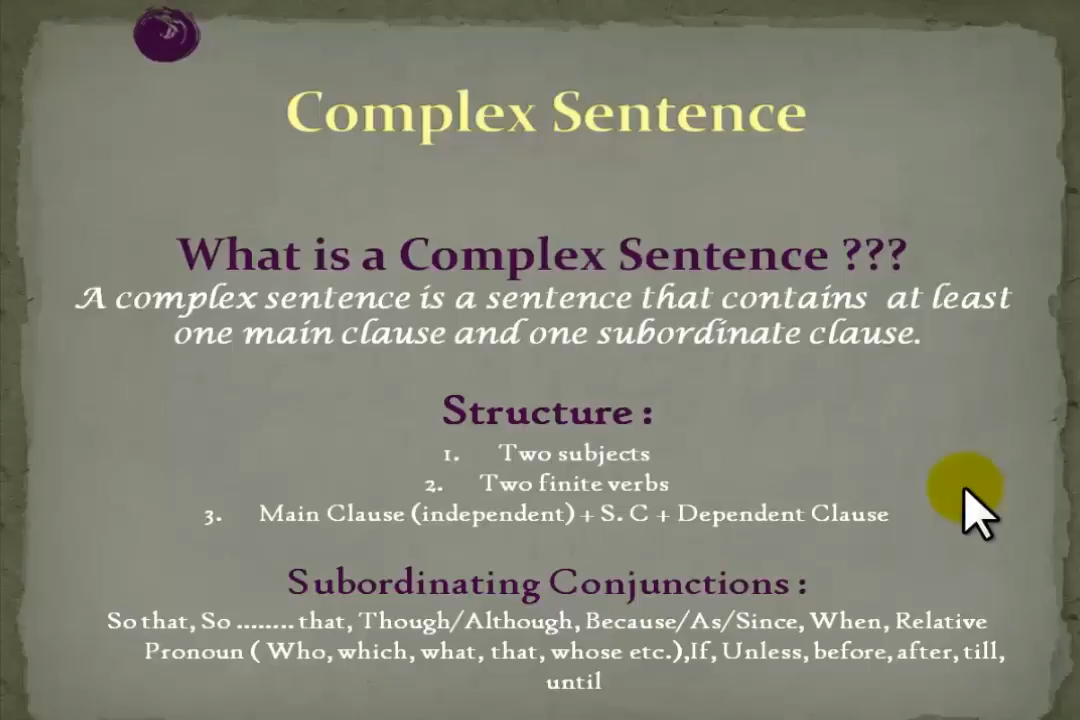 Complex Sentence
What is a Complex Sentence ???
A complex sentence is a sentence that contains at least
one main clause and one subordinate clause.
Structure :
1. Two subjects
2. Two finite verbs
3. Main Clause (independent) + S. C + Dependent Clause
Subordinating Conjunctions :
So that, So ........ that, Though/Although, Because/As/Since, When, Relative
Pronoun ( Who, which, what, that, whose etc.),If, Unless, before, after, till,
until